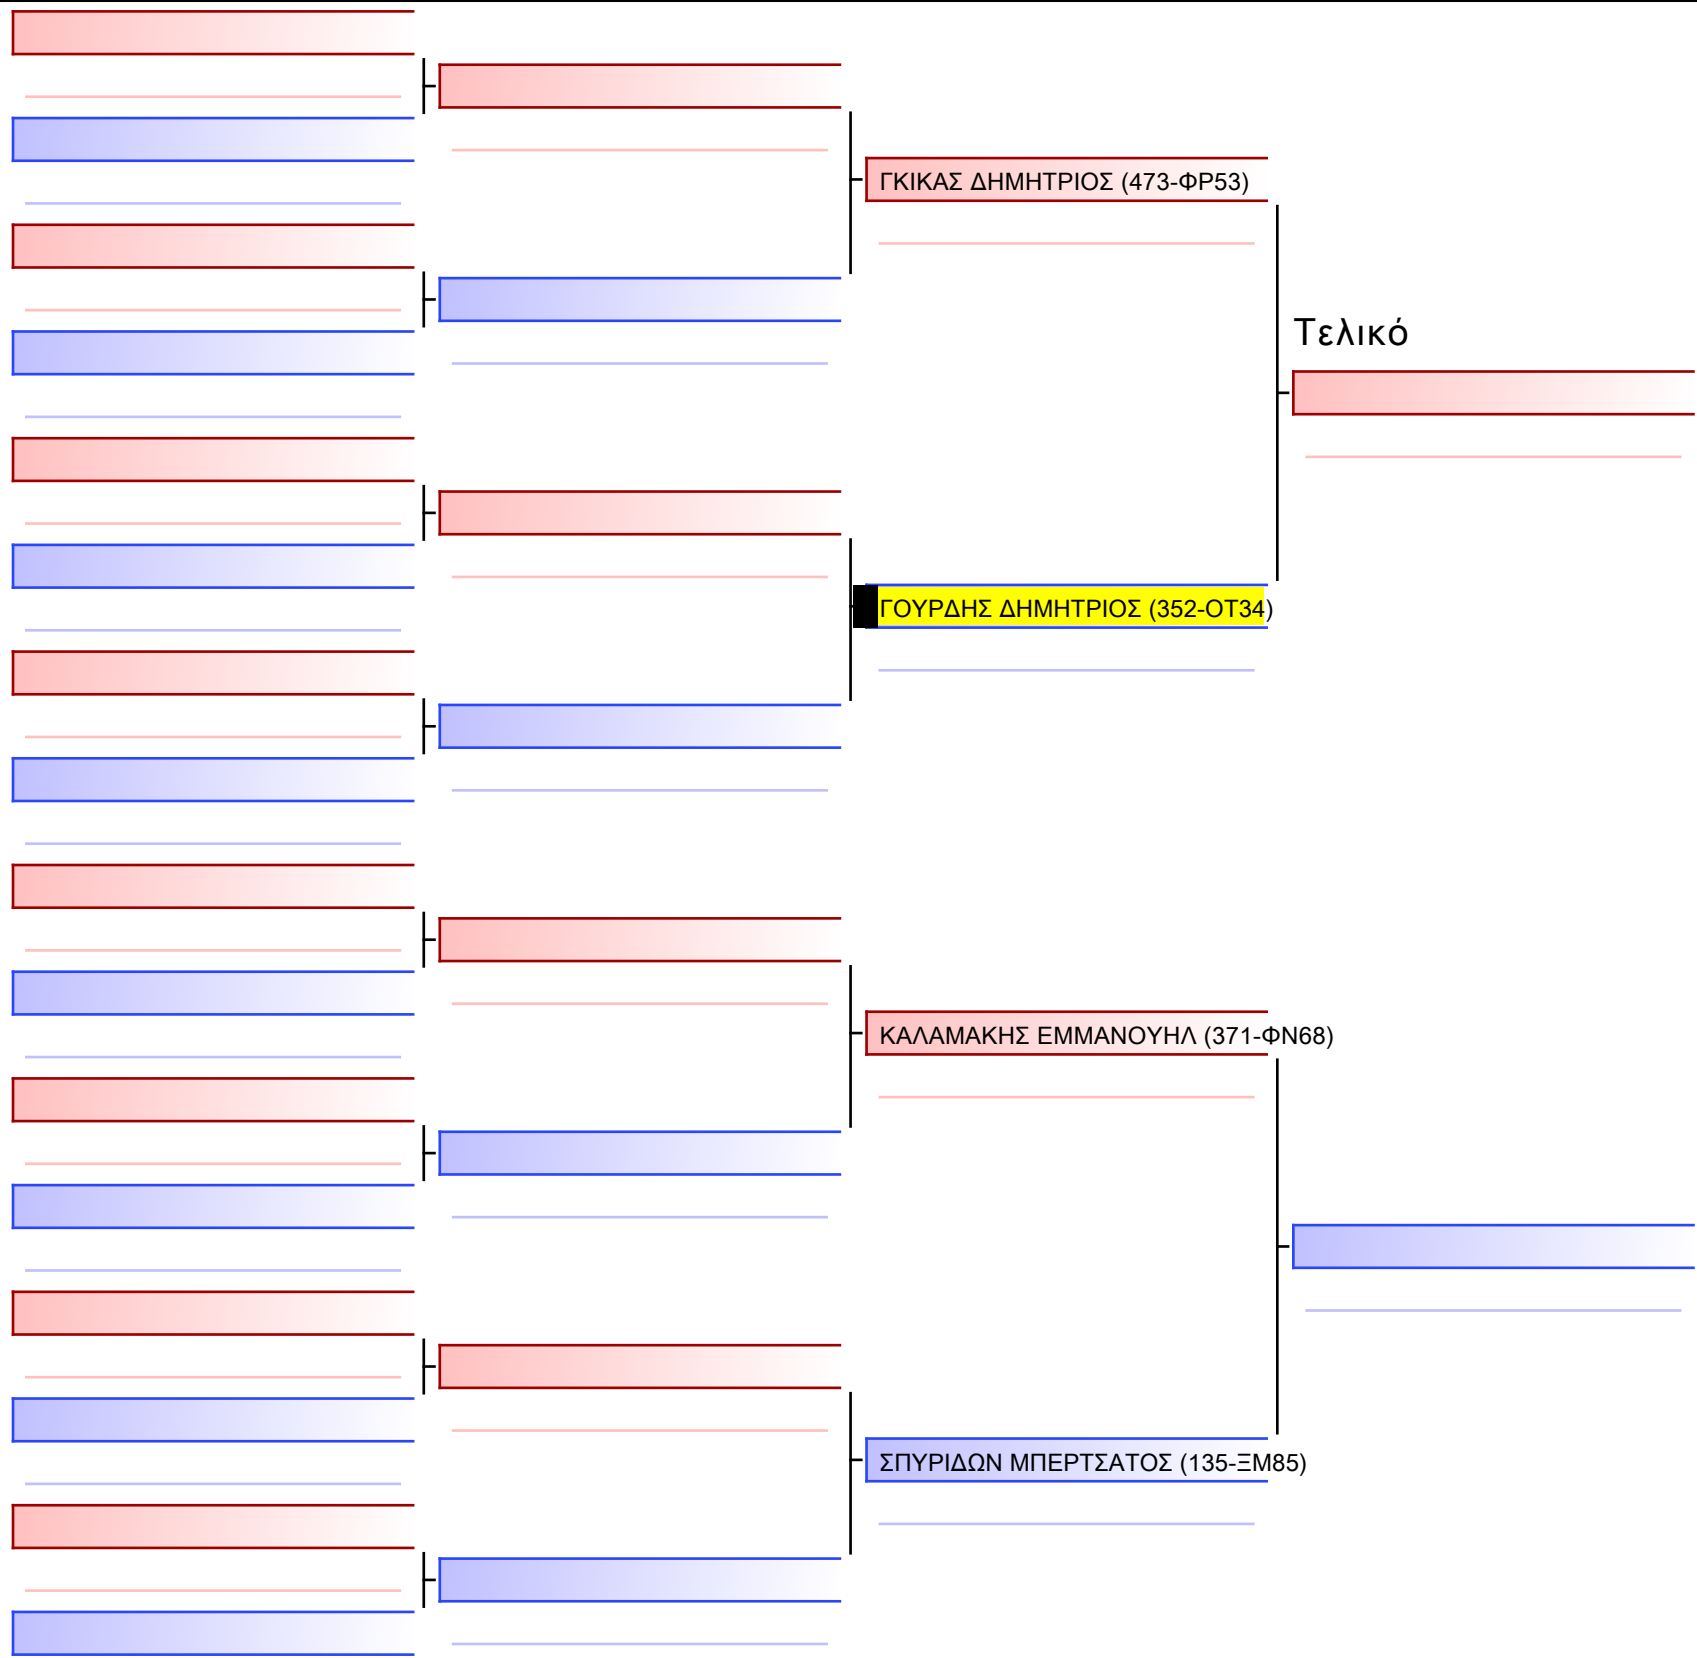 ΓΚΙΚΑΣ ΔΗΜΗΤΡΙΟΣ (473-ΦΡ53)
Τελικό
ΓΟΥΡΔΗΣ ΔΗΜΗΤΡΙΟΣ (352-ΟΤ34)
ΚΑΛΑΜΑΚΗΣ ΕΜΜΑΝΟΥΗΛ (371-ΦΝ68)
ΣΠΥΡΙΔΩΝ ΜΠΕΡΤΣΑΤΟΣ (135-ΞΜ85)